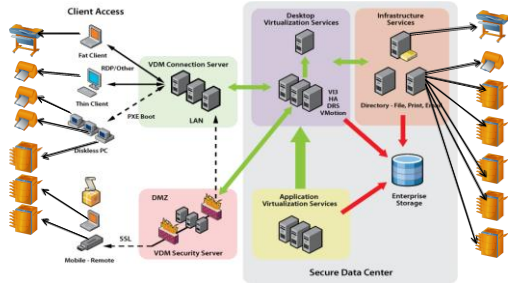 Client Access
Fat Client
RDP/Other
Thin Client
PXE Boot
Diskless PC
Mobile - Remote
SSL
VDM Connection Server
LAN
DMZ
VDM Security Server
Desktop
Virtualization Services
VI3
HA
DRS
VMotion
Infrastructure
Services
Directory - File, Print, Email
Application
Virtualization Services
Enterprise
Storage
Secure Data Center